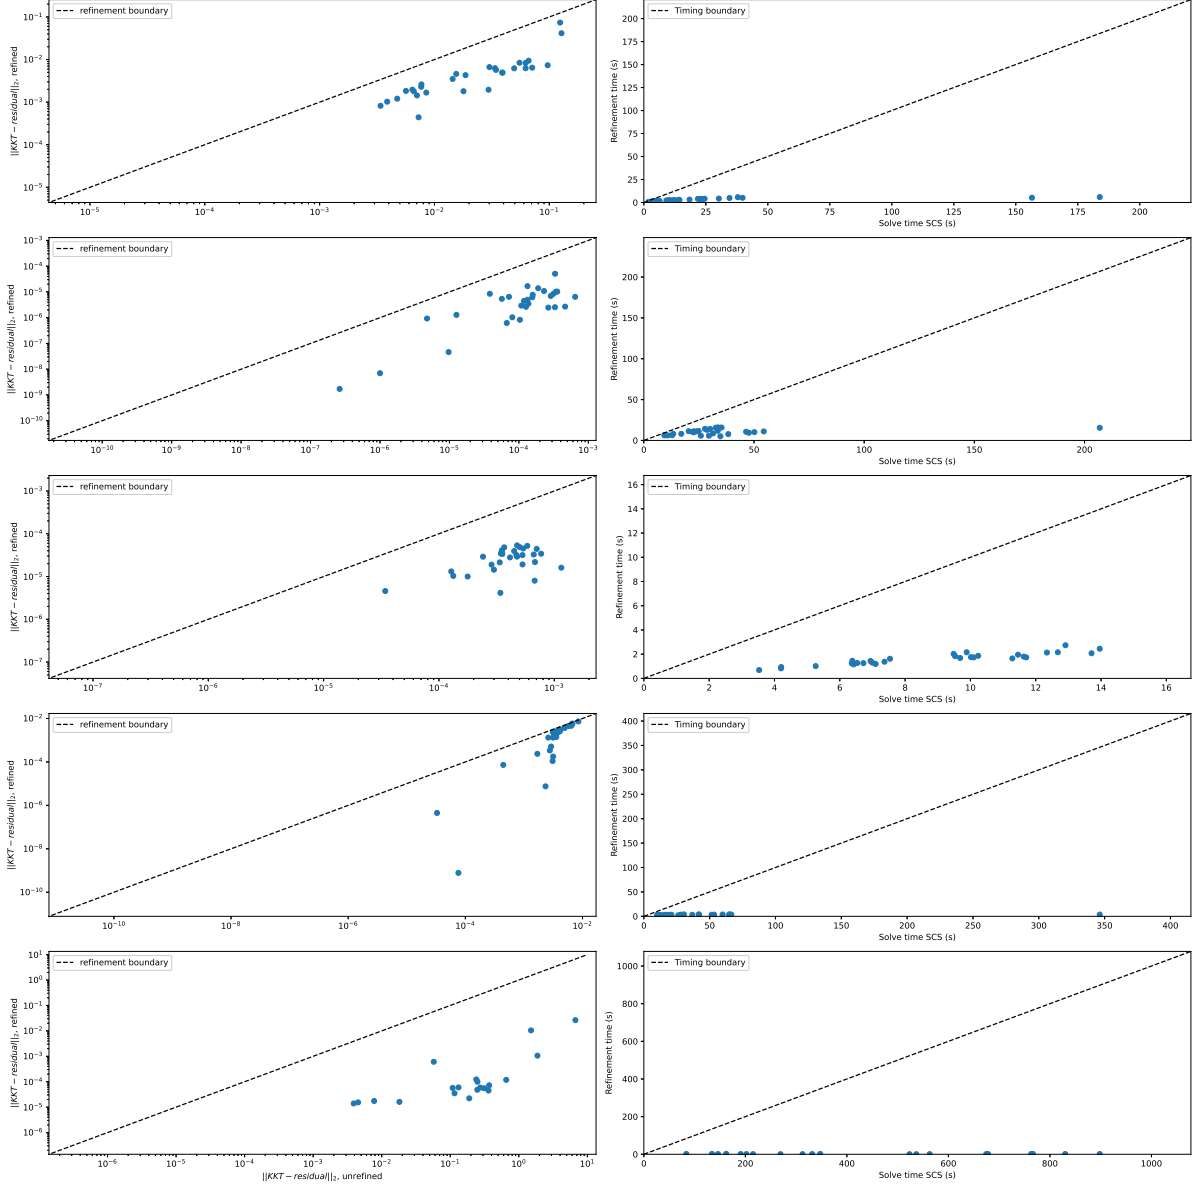 refinement boundary
10⁻¹
10⁻²
10⁻³
10⁻⁴
10⁻⁵
||KKT − residual||₂, refined
10⁻⁵ 10⁻⁴ 10⁻³ 10⁻² 10⁻¹
Timing boundary
200
175
150
125
100
75
50
25
0
Refinement time (s)
0 25 50 75 100 125 150 175 200
Solve time SCS (s)
refinement boundary
10⁻³
10⁻⁴
10⁻⁵
10⁻⁶
10⁻⁷
10⁻⁸
10⁻⁹
10⁻¹⁰
||KKT − residual||₂, refined
10⁻¹⁰ 10⁻⁹ 10⁻⁸ 10⁻⁷ 10⁻⁶ 10⁻⁵ 10⁻⁴ 10⁻³
Timing boundary
200
150
100
50
0
Refinement time (s)
0 50 100 150 200
Solve time SCS (s)
refinement boundary
10⁻³
10⁻⁴
10⁻⁵
10⁻⁶
10⁻⁷
||KKT − residual||₂, refined
10⁻⁷ 10⁻⁶ 10⁻⁵ 10⁻⁴ 10⁻³
Timing boundary
16
14
12
10
8
6
4
2
0
Refinement time (s)
0 2 4 6 8 10 12 14 16
Solve time SCS (s)
refinement boundary
10⁻²
10⁻⁴
10⁻⁶
10⁻⁸
10⁻¹⁰
||KKT − residual||₂, refined
10⁻¹⁰ 10⁻⁸ 10⁻⁶ 10⁻⁴ 10⁻²
Timing boundary
400
350
300
250
200
150
100
50
0
Refinement time (s)
0 50 100 150 200 250 300 350 400
Solve time SCS (s)
refinement boundary
10¹
10⁰
10⁻¹
10⁻²
10⁻³
10⁻⁴
10⁻⁵
10⁻⁶
||KKT − residual||₂, refined
10⁻⁶ 10⁻⁵ 10⁻⁴ 10⁻³ 10⁻² 10⁻¹ 10⁰ 10¹
||KKT − residual||₂, unrefined
Timing boundary
1000
800
600
400
200
0
Refinement time (s)
0 200 400 600 800 1000
Solve time SCS (s)